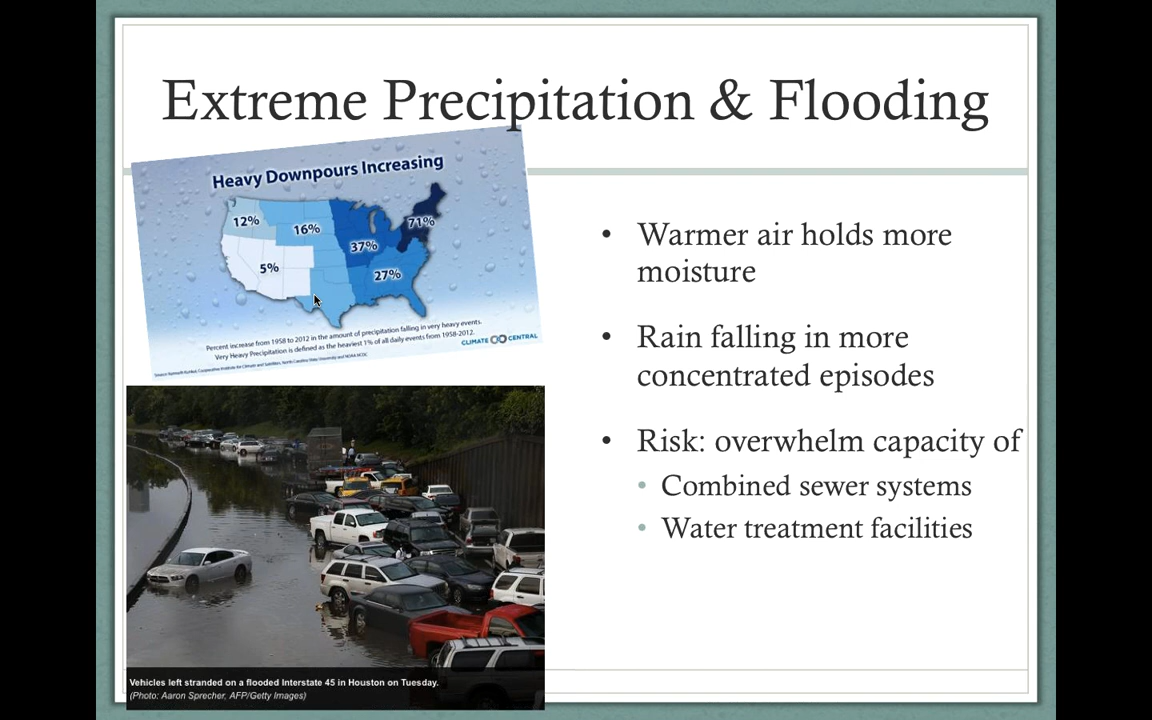 Extreme Precipitation & Flooding
Heavy Downpours Increasing
12%
16%
71%
37%
5%
27%
Percent increase from 1958 to 2012 in the amount of precipitation falling in very heavy events.
Very Heavy Precipitation is defined as the heaviest 1% of all daily events from 1958-2012.
CLIMATE CENTRAL
• Warmer air holds more
moisture
• Rain falling in more
concentrated episodes
• Risk: overwhelm capacity of
• Combined sewer systems
• Water treatment facilities
Vehicles left stranded on a flooded Interstate 45 in Houston on Tuesday.
(Photo: Aaron Sprecher, AFP/Getty Images)